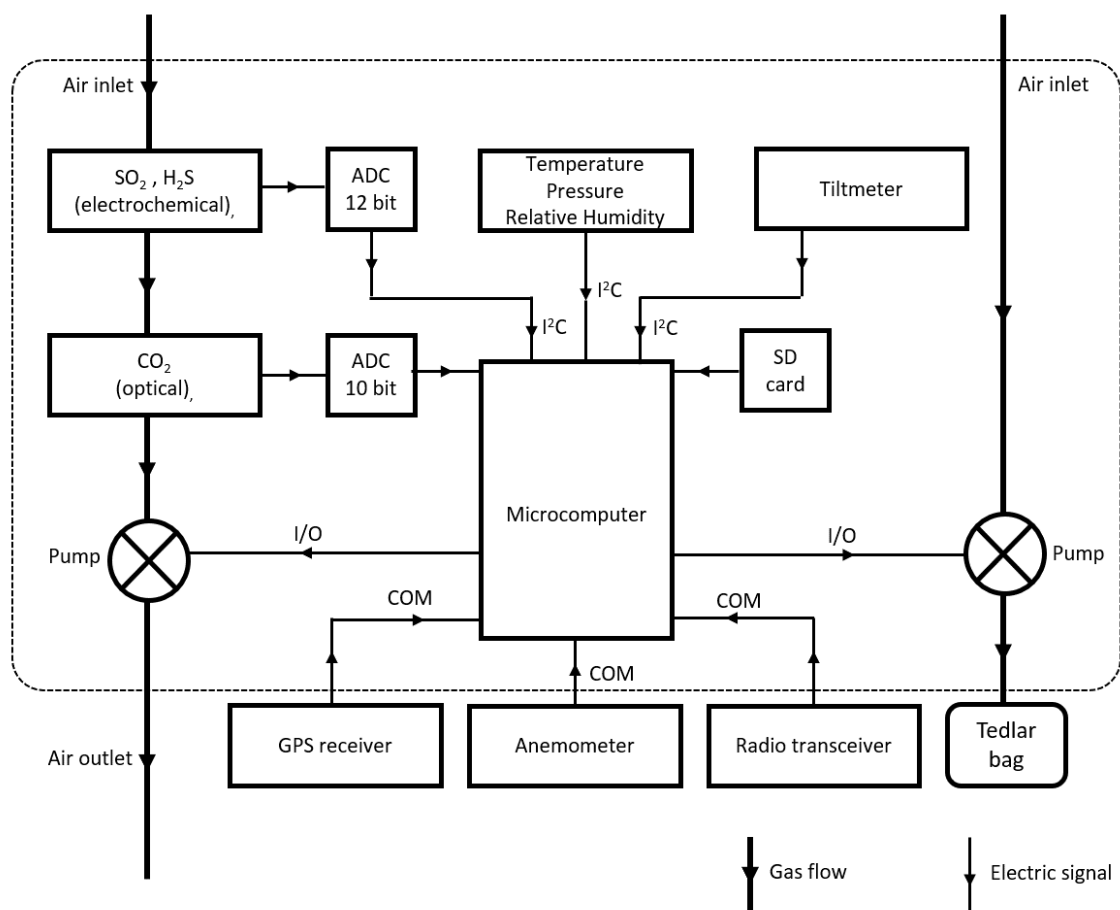 Air inlet
Air inlet
SO₂ , H₂S
(electrochemical),
ADC
12 bit
Temperature
Pressure
Relative Humidity
Tiltmeter
I²C
I²C
I²C
CO₂
(optical),
ADC
10 bit
SD
card
Microcomputer
Pump
I/O
I/O
Pump
COM
COM
COM
GPS receiver
Anemometer
Radio transceiver
Tedlar
bag
Air outlet
Gas flow
Electric signal